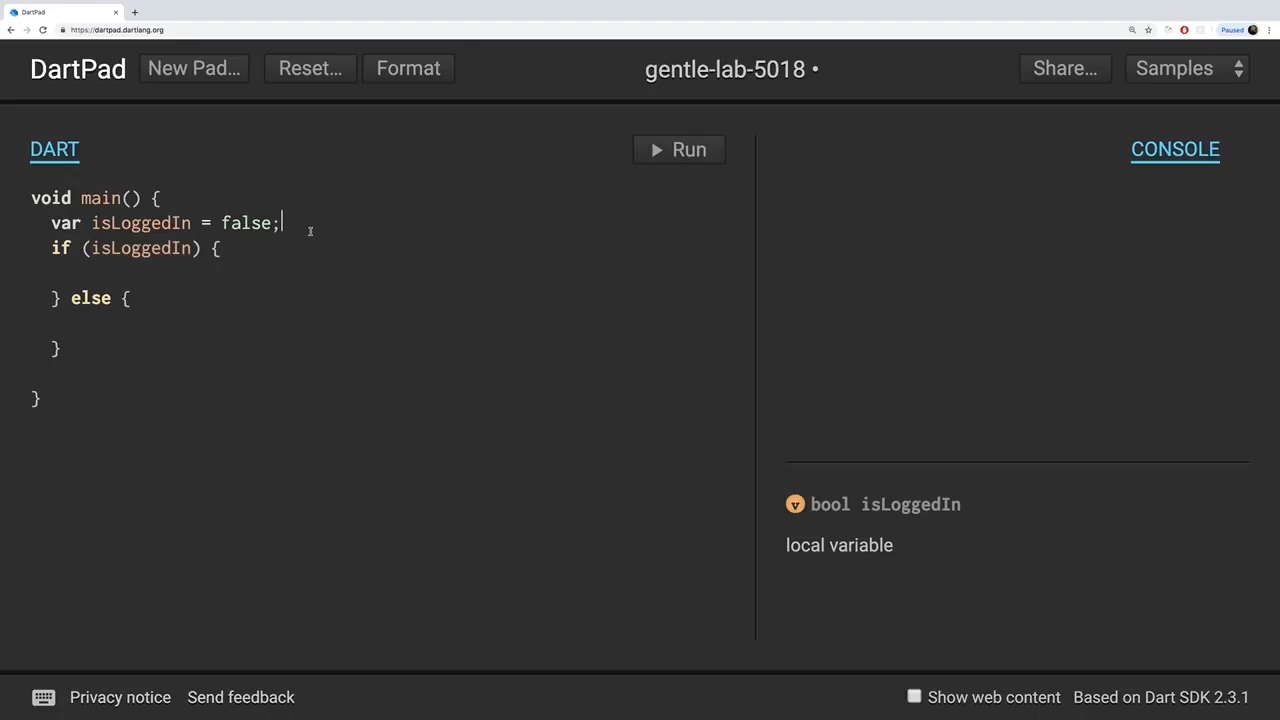 DartPad
https://dartpad.dartlang.org
Paused
DartPad
New Pad...
Reset...
Format
gentle-lab-5018 •
Share...
Samples
DART
Run
CONSOLE
void main() {
var isLoggedIn = false;
if (isLoggedIn) {
} else {
}
}
v bool isLoggedIn
local variable
Privacy notice
Send feedback
Show web content
Based on Dart SDK 2.3.1